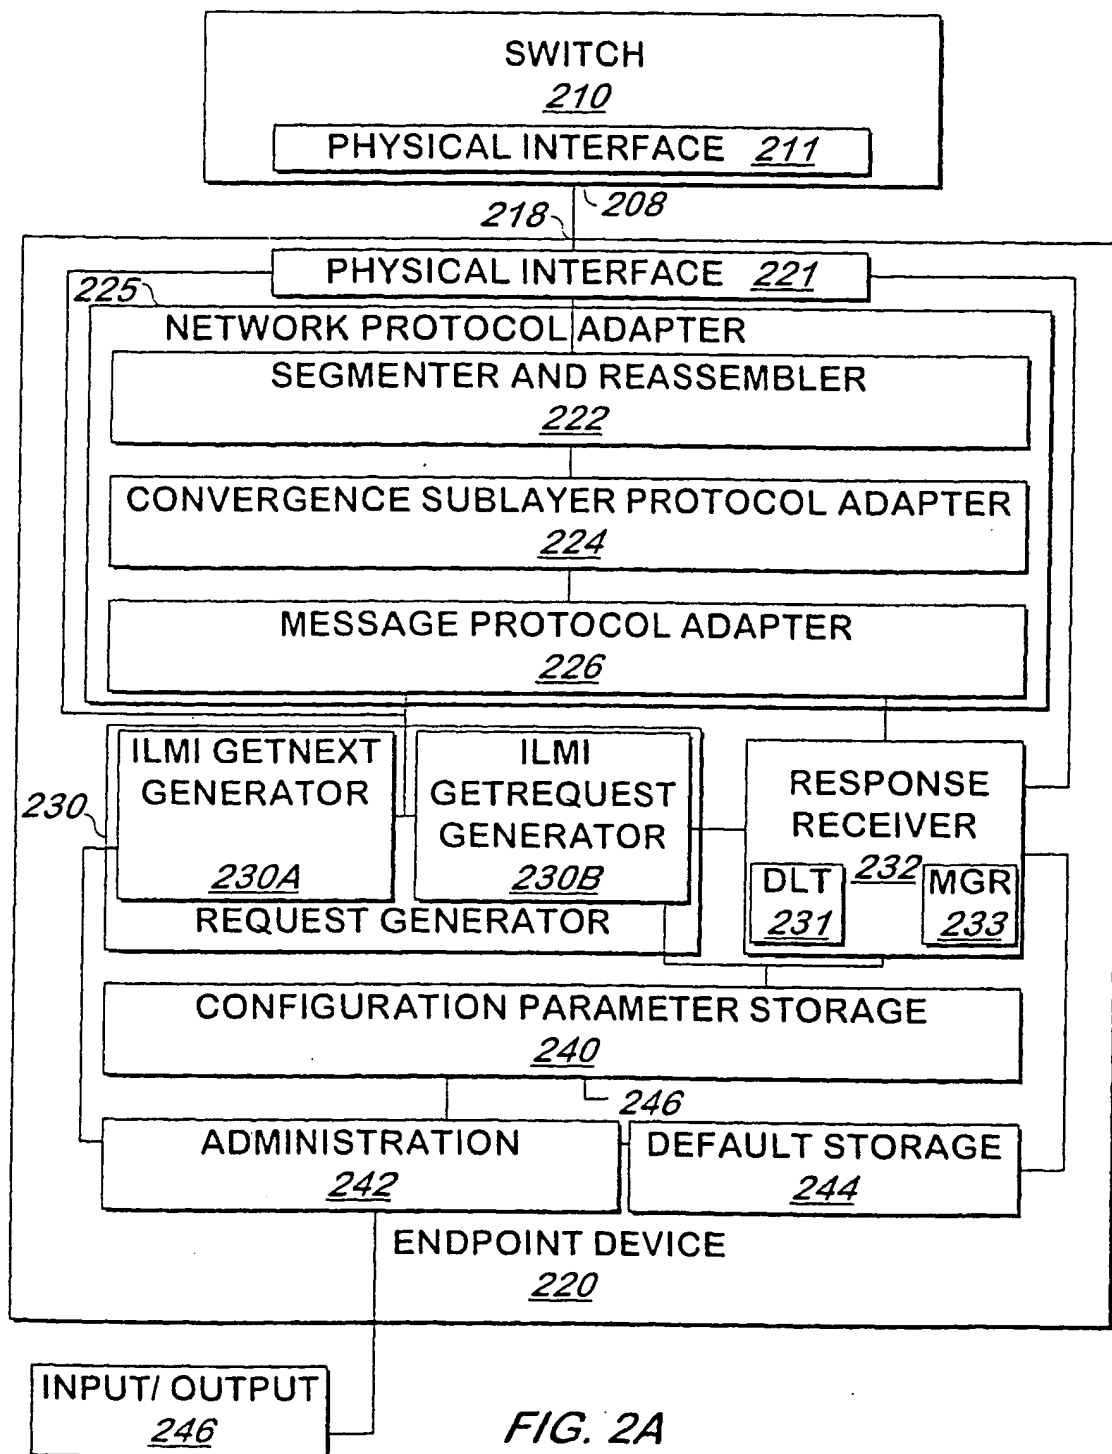 SWITCH
210
PHYSICAL INTERFACE 211
208
218
PHYSICAL INTERFACE 221
225
NETWORK PROTOCOL ADAPTER
SEGMENTER AND REASSEMBLER
222
CONVERGENCE SUBLAYER PROTOCOL ADAPTER
224
MESSAGE PROTOCOL ADAPTER
226
230
ILMI GETNEXT
GENERATOR
230A
ILMI
GETREQUEST
GENERATOR
230B
REQUEST GENERATOR
RESPONSE
RECEIVER
232
DLT
231
MGR
233
CONFIGURATION PARAMETER STORAGE
240
246
ADMINISTRATION
242
DEFAULT STORAGE
244
ENDPOINT DEVICE
220
INPUT/ OUTPUT
246
FIG. 2A